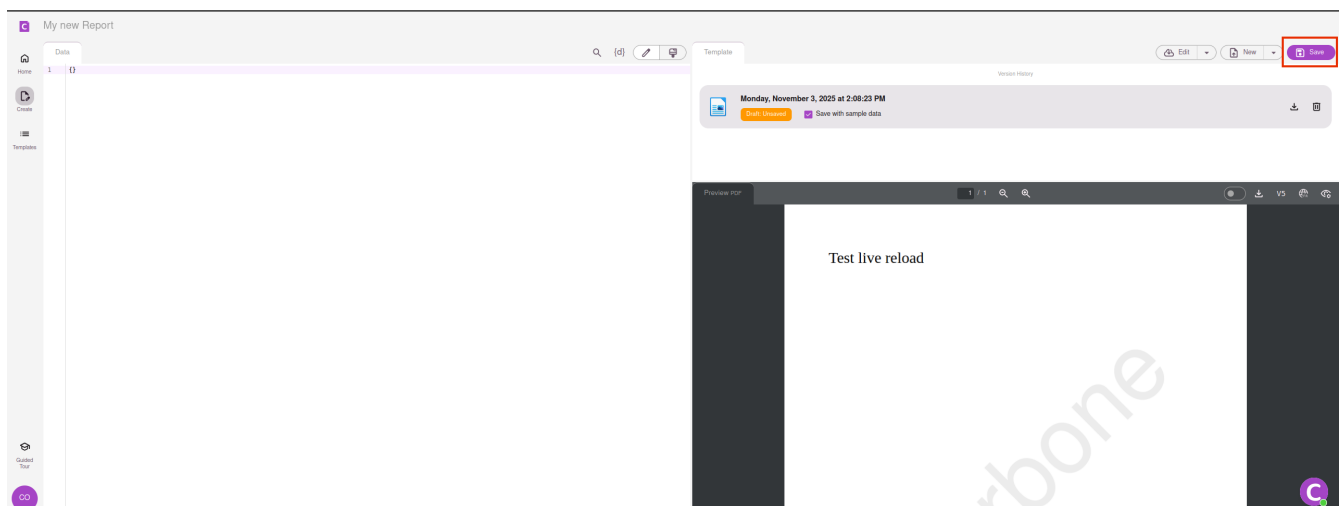 C My new Report
Home
Create
Templates
Guided
Tour
CO
Data
{d}
1 {}
Template
Edit
New
Save
Version History
Monday, November 3, 2025 at 2:08:23 PM
Draft: Unsaved Save with sample data
Preview PDF
1 / 1
V5
Test live reload
rbone
C